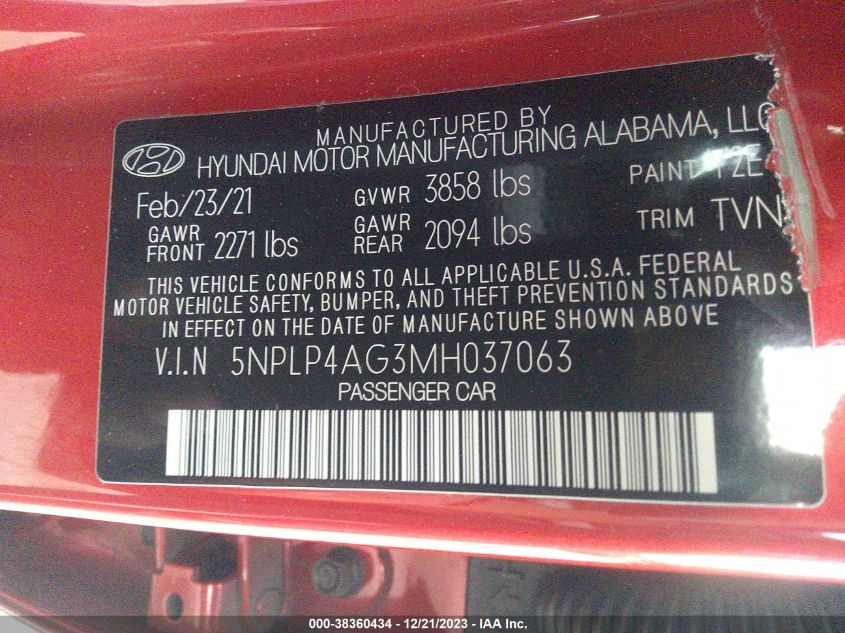 MANUFACTURED BY
HYUNDAI MOTOR MANUFACTURING ALABAMA, LLC
Feb/23/21 GVWR 3858 lbs PAINT
GAWR FRONT 2271 lbs GAWR REAR 2094 lbs TRIM TVN
THIS VEHICLE CONFORMS TO ALL APPLICABLE U.S.A. FEDERAL
MOTOR VEHICLE SAFETY, BUMPER, AND THEFT PREVENTION STANDARDS
IN EFFECT ON THE DATE OF MANUFACTURE SHOWN ABOVE
V.I.N 5NPLP4AG3MH037063
PASSENGER CAR
000-38360434 - 12/21/2023 - IAA Inc.